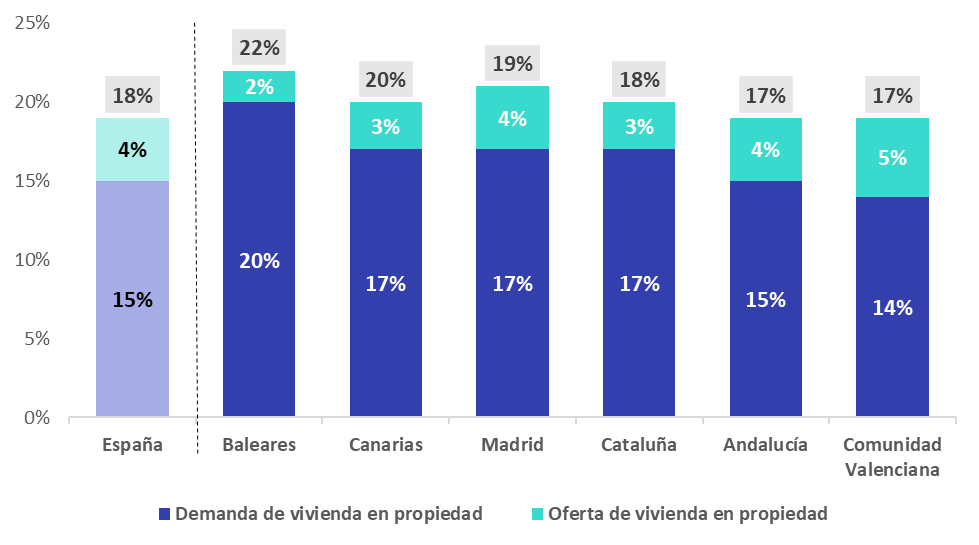 25%
20%
15%
10%
5%
0%
18%
4%
15%
22%
2%
20%
20%
3%
17%
19%
4%
17%
18%
3%
17%
17%
4%
15%
17%
5%
14%
España
Baleares
Canarias
Madrid
Cataluña
Andalucía
Comunidad
Valenciana
Demanda de vivienda en propiedad
Oferta de vivienda en propiedad